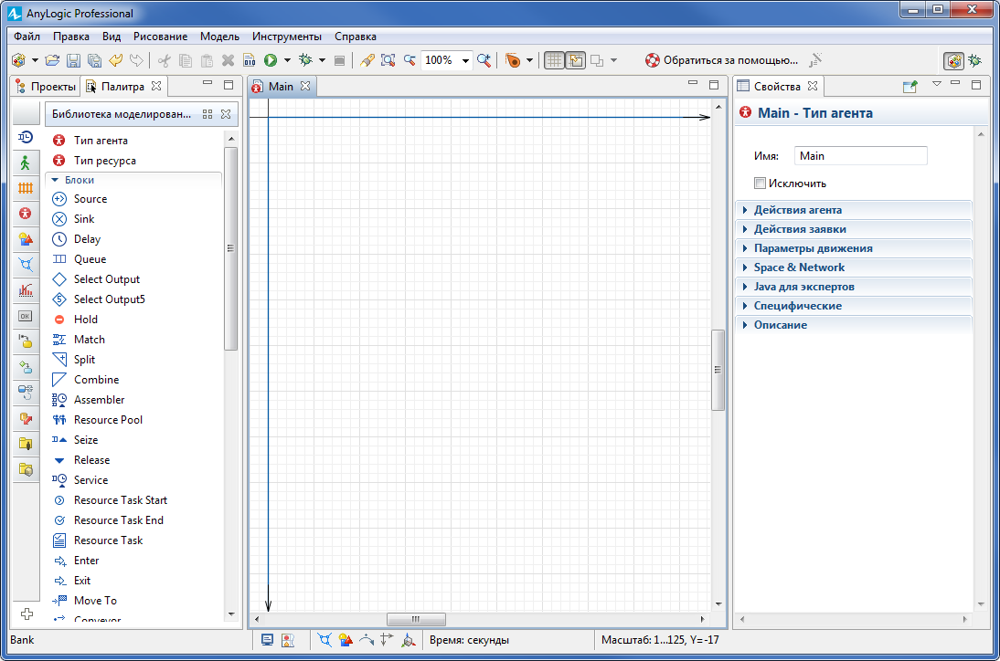 AnyLogic Professional
Файл Правка Вид Рисование Модель Инструменты Справка
010 100% Обратиться за помощью...
Проекты Палитра Main Свойства
Библиотека моделирован...
Main - Тип агента
Тип агента
Тип ресурса
Имя: Main
Исключить
Блоки
Source
Sink
Delay
Queue
Select Output
Select Output5
Hold
Match
Split
Combine
Assembler
Resource Pool
Seize
Release
Service
Resource Task Start
Resource Task End
Resource Task
Enter
Exit
Move To
Conveyor
OK
Действия агента
Действия заявки
Параметры движения
Space & Network
Java для экспертов
Специфические
Описание
Bank Время: секунды Масштаб: 1...125, Y=-17